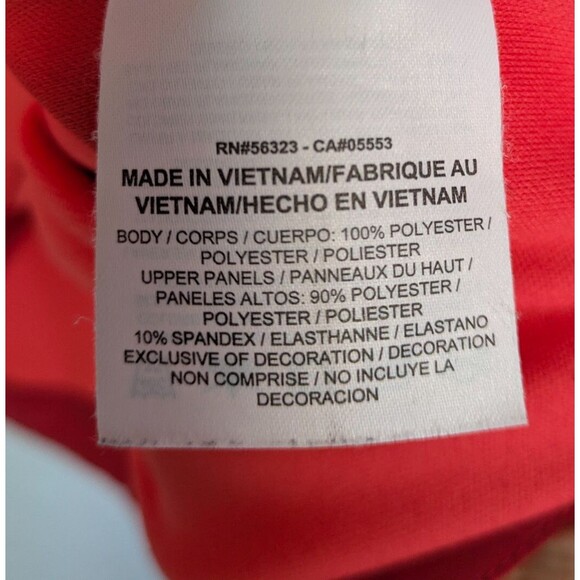 RN#56323 - CA#05553
MADE IN VIETNAM/FABRIQUE AU
VIETNAM/HECHO EN VIETNAM
BODY / CORPS / CUERPO: 100% POLYESTER /
POLYESTER / POLIESTER
UPPER PANELS / PANNEAUX DU HAUT /
PANELES ALTOS: 90% POLYESTER /
POLYESTER / POLIESTER
10% SPANDEX / ELASTHANNE / ELASTANO
EXCLUSIVE OF DECORATION / DECORATION
NON COMPRISE / NO INCLUYE LA
DECORACION